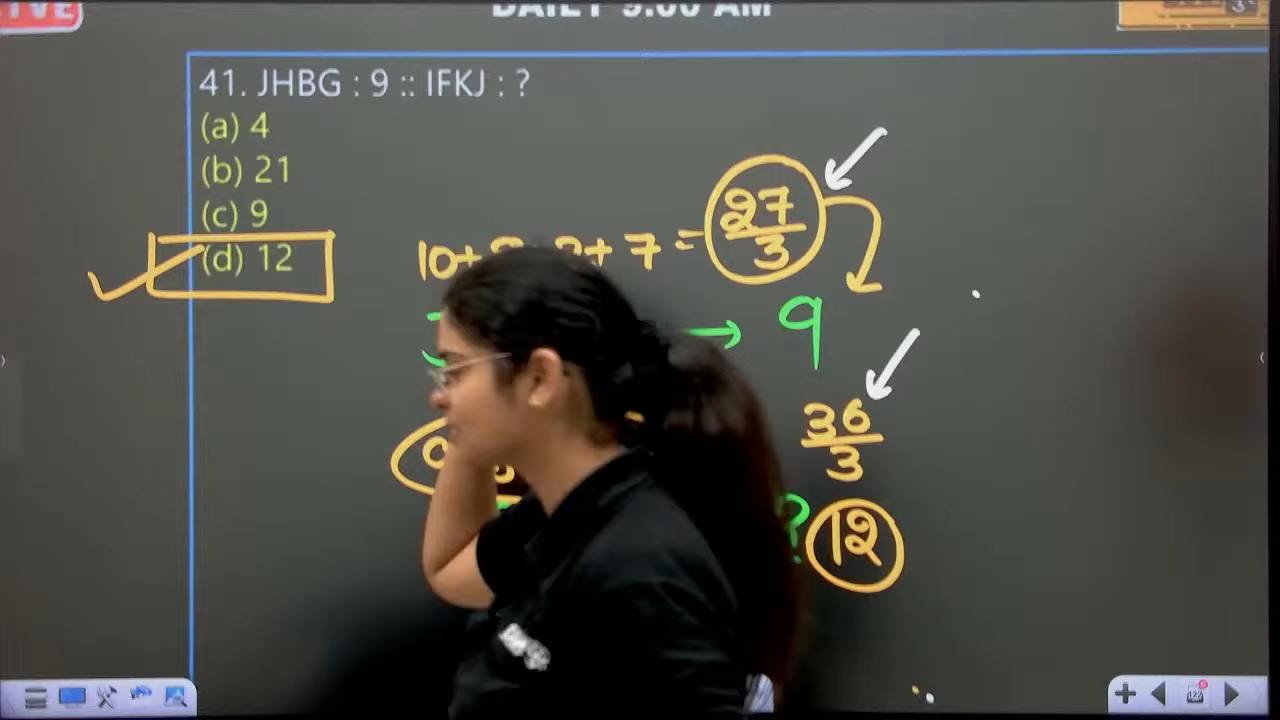 DAILY 9:00 AM
41. JHBG : 9 :: IFKJ : ?
(a) 4
(b) 21
(c) 9
(d) 12
10+ + 7 = 27/3
→ 9
36/3
? 12